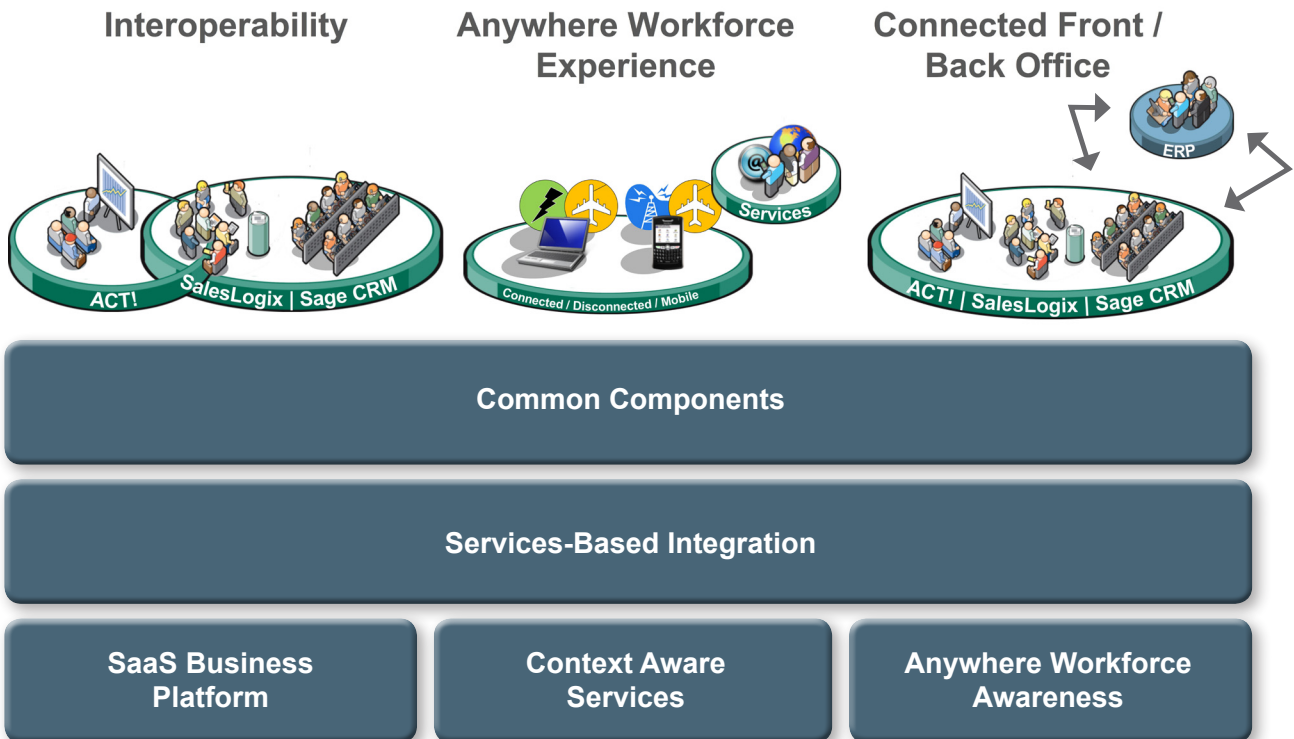 Interoperability
Anywhere Workforce
Experience
Connected Front /
Back Office
ERP
@
Services
ACT!
SalesLogix | Sage CRM
Connected / Disconnected / Mobile
ACT! | SalesLogix | Sage CRM
Common Components
Services-Based Integration
SaaS Business
Platform
Context Aware
Services
Anywhere Workforce
Awareness